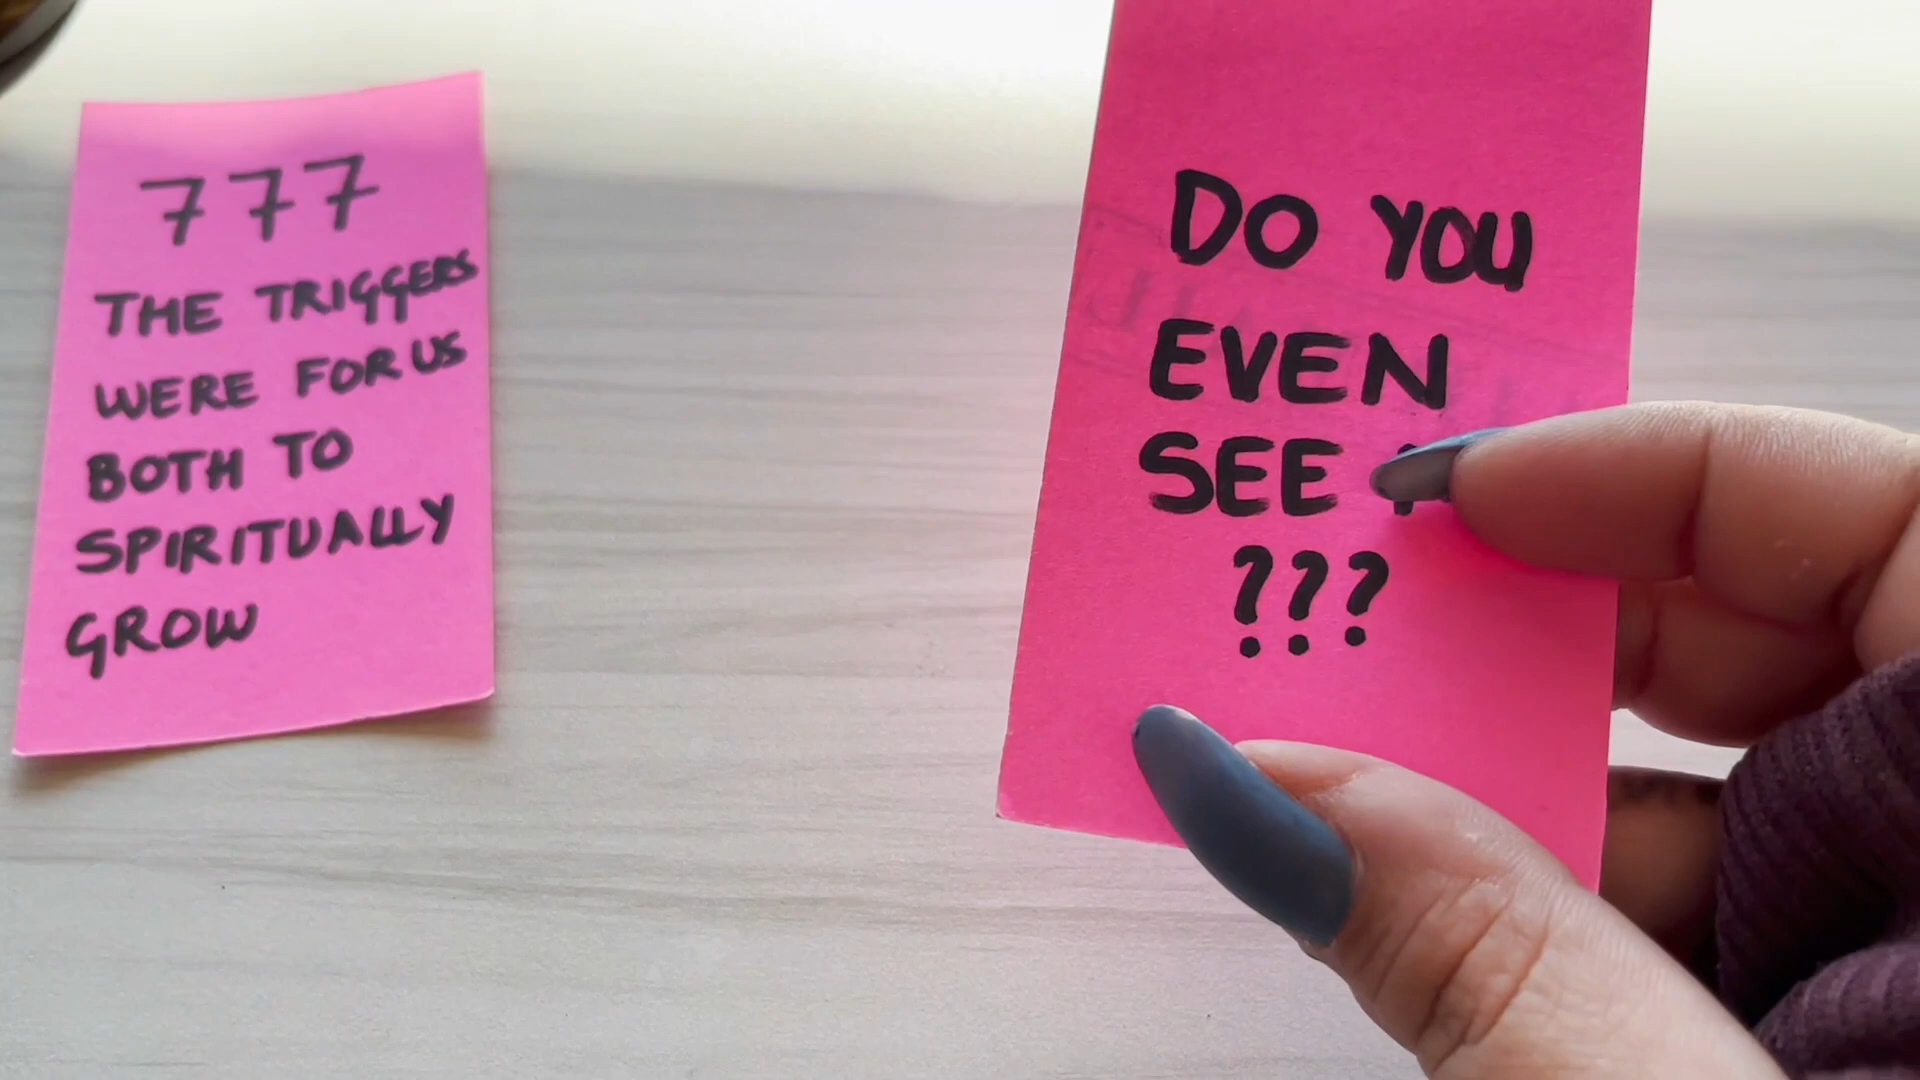 777
THE TRIGGERS
WERE FOR US
BOTH TO
SPIRITUALLY
GROW
DO YOU
EVEN
SEE
???